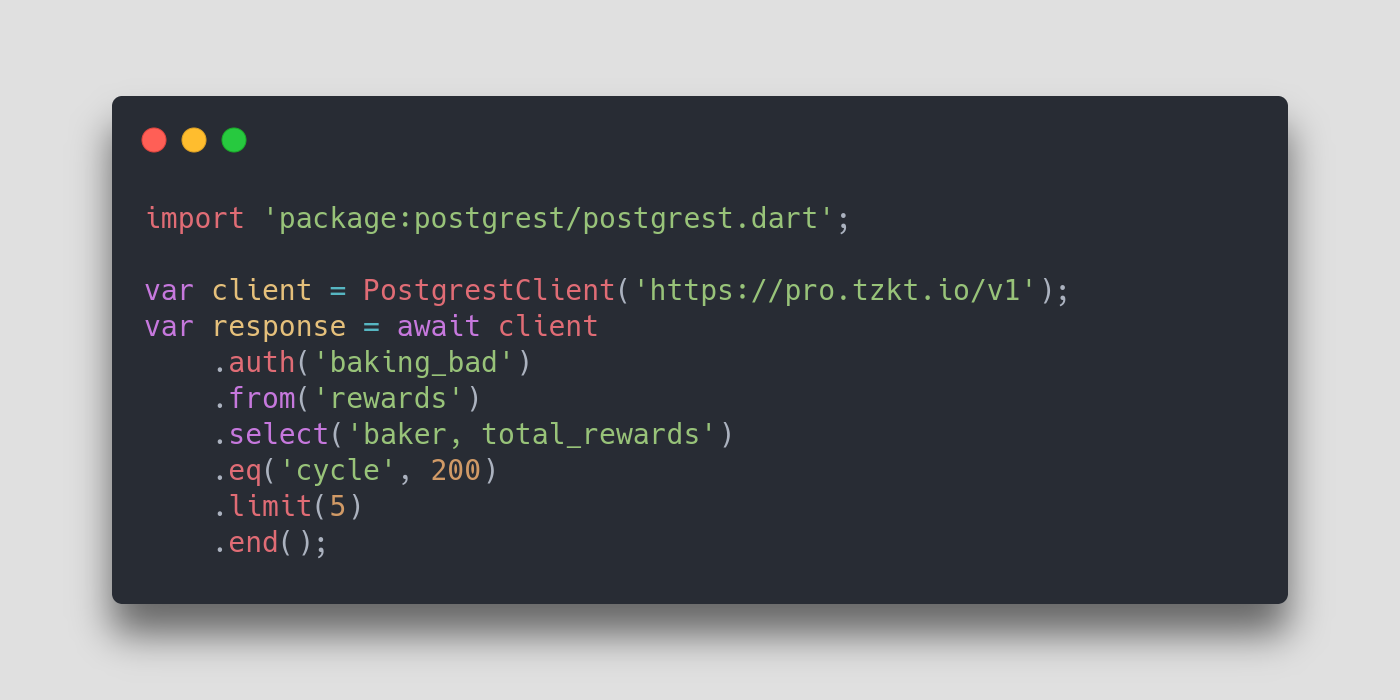 import 'package:postgrest/postgrest.dart';

var client = PostgrestClient('https://pro.tzkt.io/v1');
var response = await client
    .auth('baking_bad')
    .from('rewards')
    .select('baker, total_rewards')
    .eq('cycle', 200)
    .limit(5)
    .end();